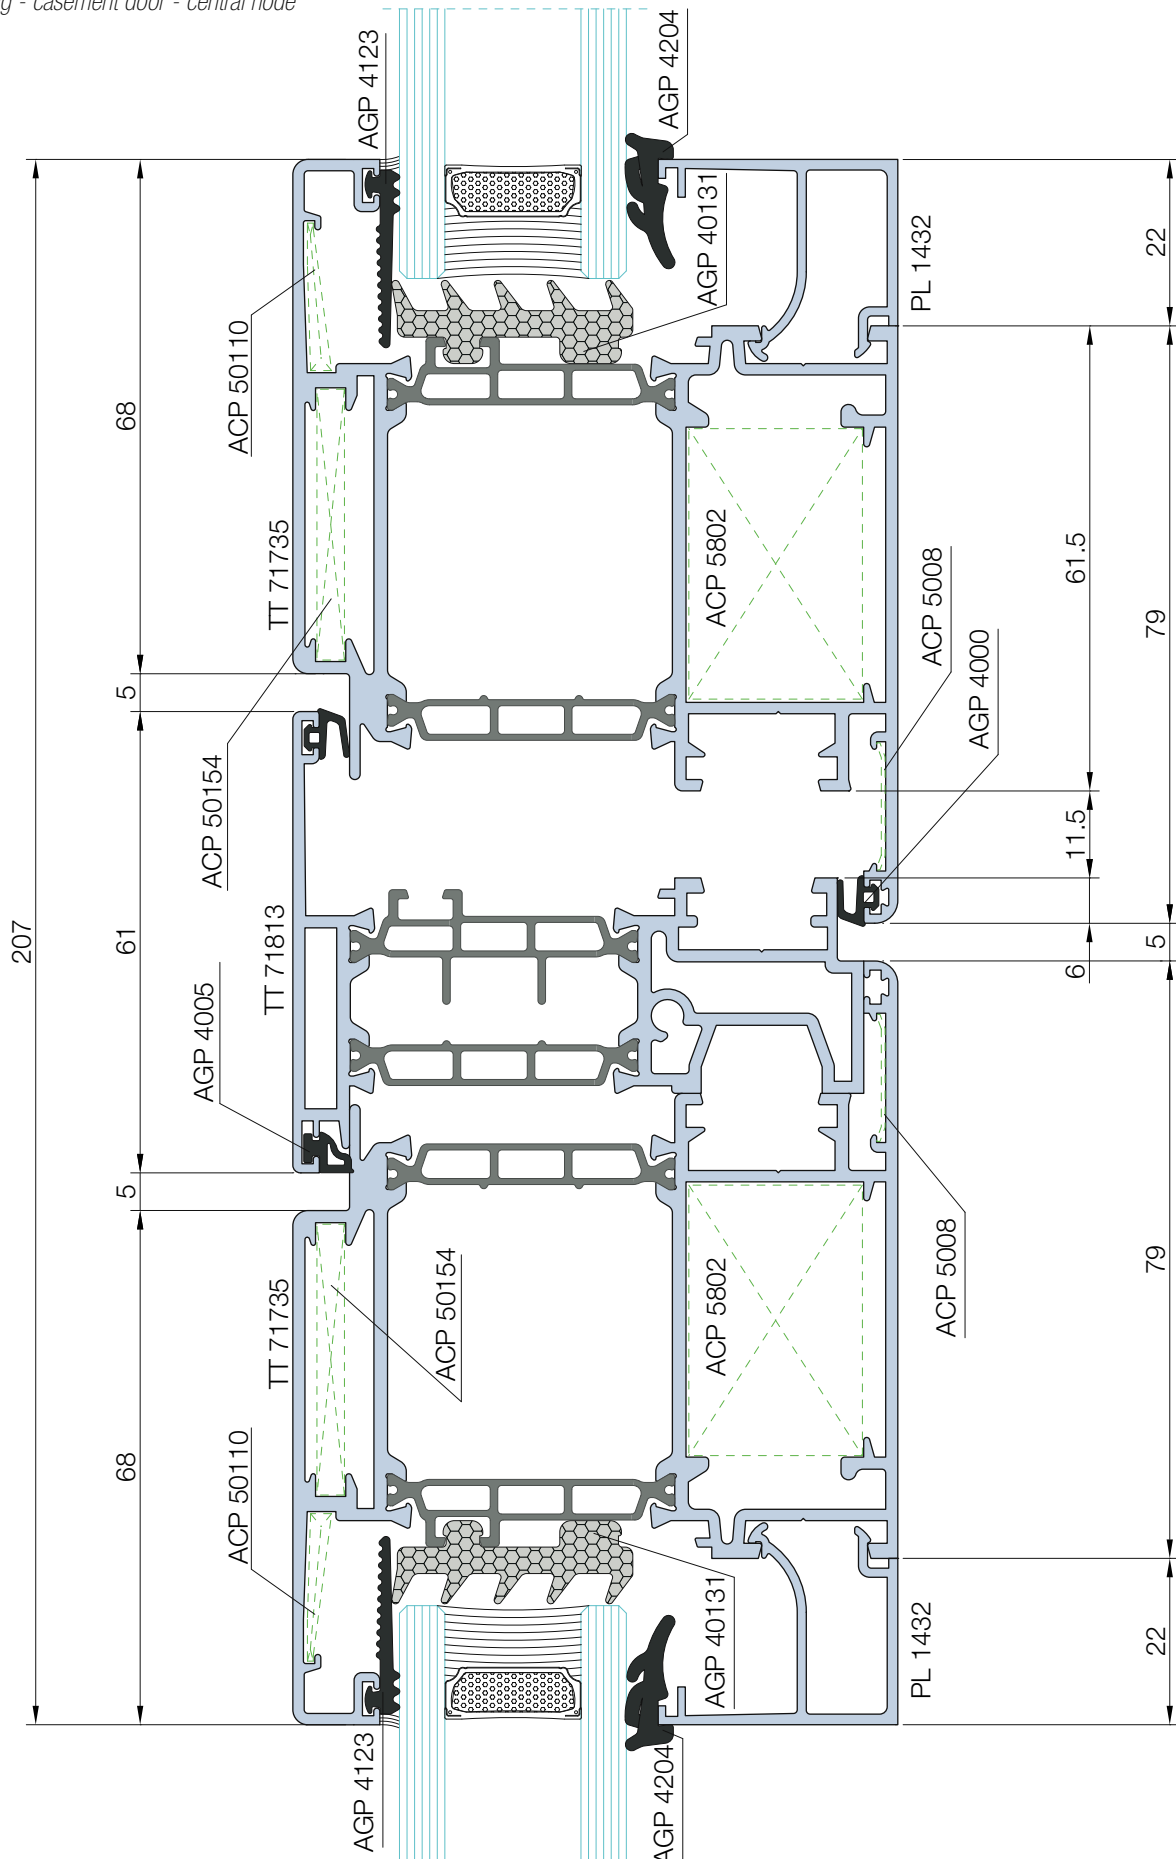 g - casement door - central node
AGP 4123
AGP 4204
AGP 40131
PL 1432
22
68
207
ACP 50110
TT 71735
ACP 5802
ACP 5008
61.5
79
5
ACP 50154
AGP 4000
11.5
61
TT 71813
AGP 4005
6
5
5
ACP 50154
ACP 5802
ACP 5008
79
TT 71735
68
ACP 50110
AGP 4123
AGP 40131
AGP 4204
PL 1432
22